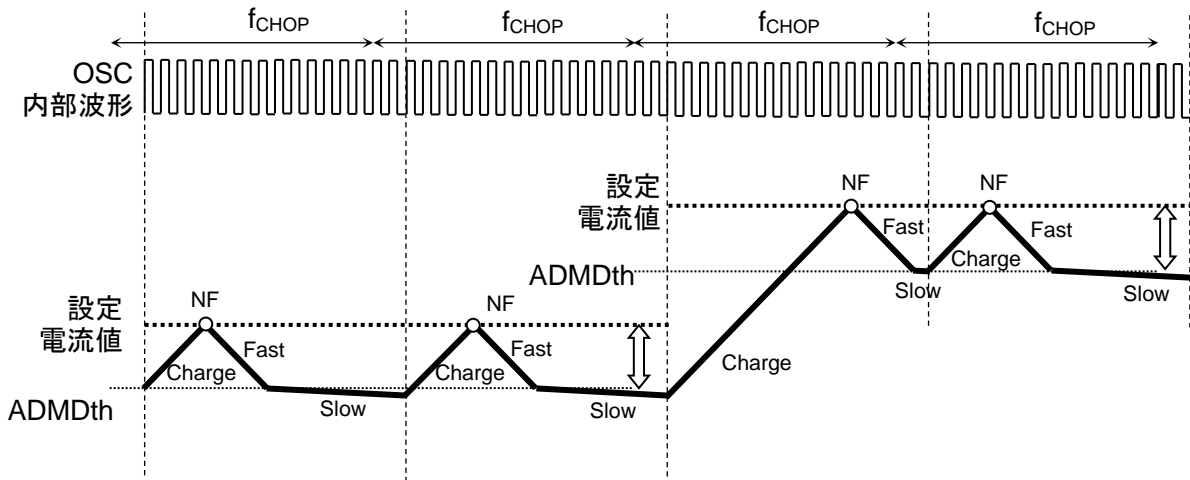 fCHOP fCHOP fCHOP fCHOP
OSC
内部波形
設定
電流値
NF NF
Fast Fast
ADMDth
Charge
Slow Slow
設定
電流値
NF NF
Fast Fast
Charge Charge
Charge
ADMDth
Slow Slow